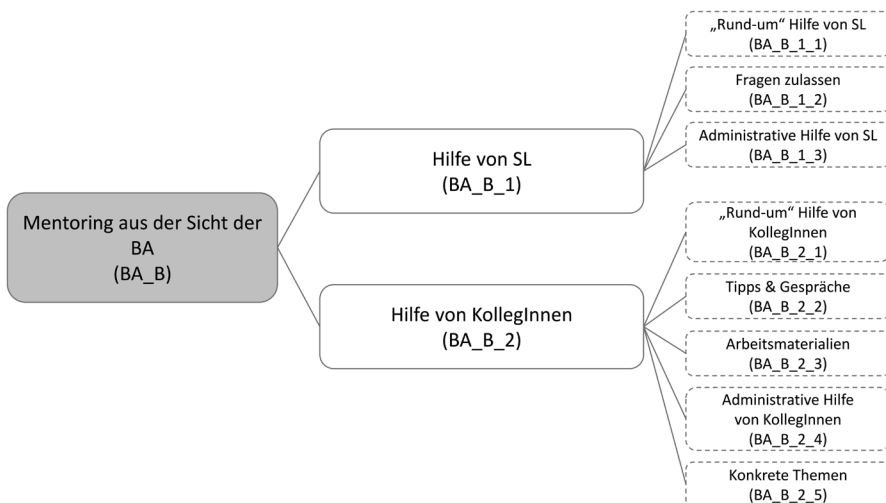 Mentoring aus der Sicht der
BA
(BA_B)
Hilfe von SL
(BA_B_1)
„Rund-um“ Hilfe von SL
(BA_B_1_1)
Fragen zulassen
(BA_B_1_2)
Administrative Hilfe von SL
(BA_B_1_3)
Hilfe von KollegInnen
(BA_B_2)
„Rund-um“ Hilfe von
KollegInnen
(BA_B_2_1)
Tipps & Gespräche
(BA_B_2_2)
Arbeitsmaterialien
(BA_B_2_3)
Administrative Hilfe
von KollegInnen
(BA_B_2_4)
Konkrete Themen
(BA_B_2_5)